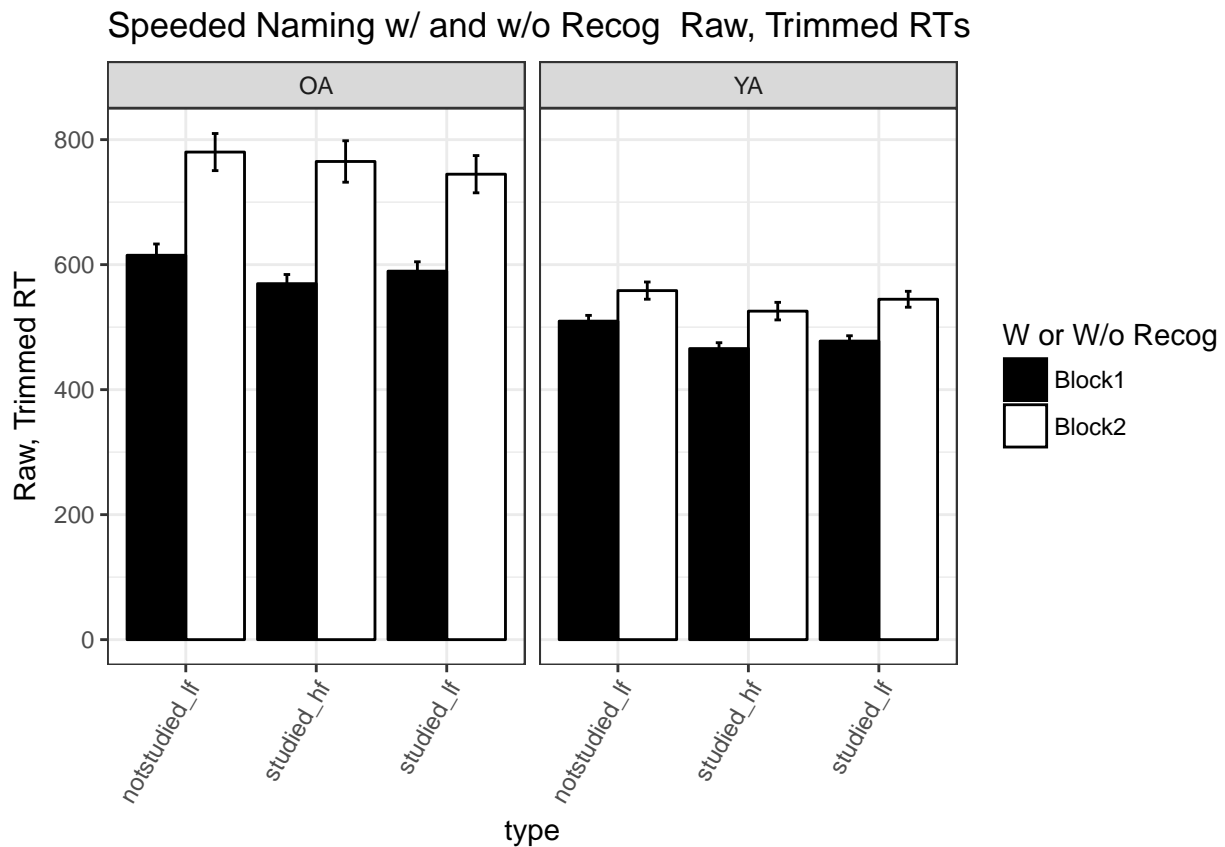 Speeded Naming w/ and w/o Recog  Raw, Trimmed RTs
OA
YA
Raw, Trimmed RT
800
600
400
200
0
notstudied_lf
studied_hf
studied_lf
notstudied_lf
studied_hf
studied_lf
type
W or W/o Recog
Block1
Block2